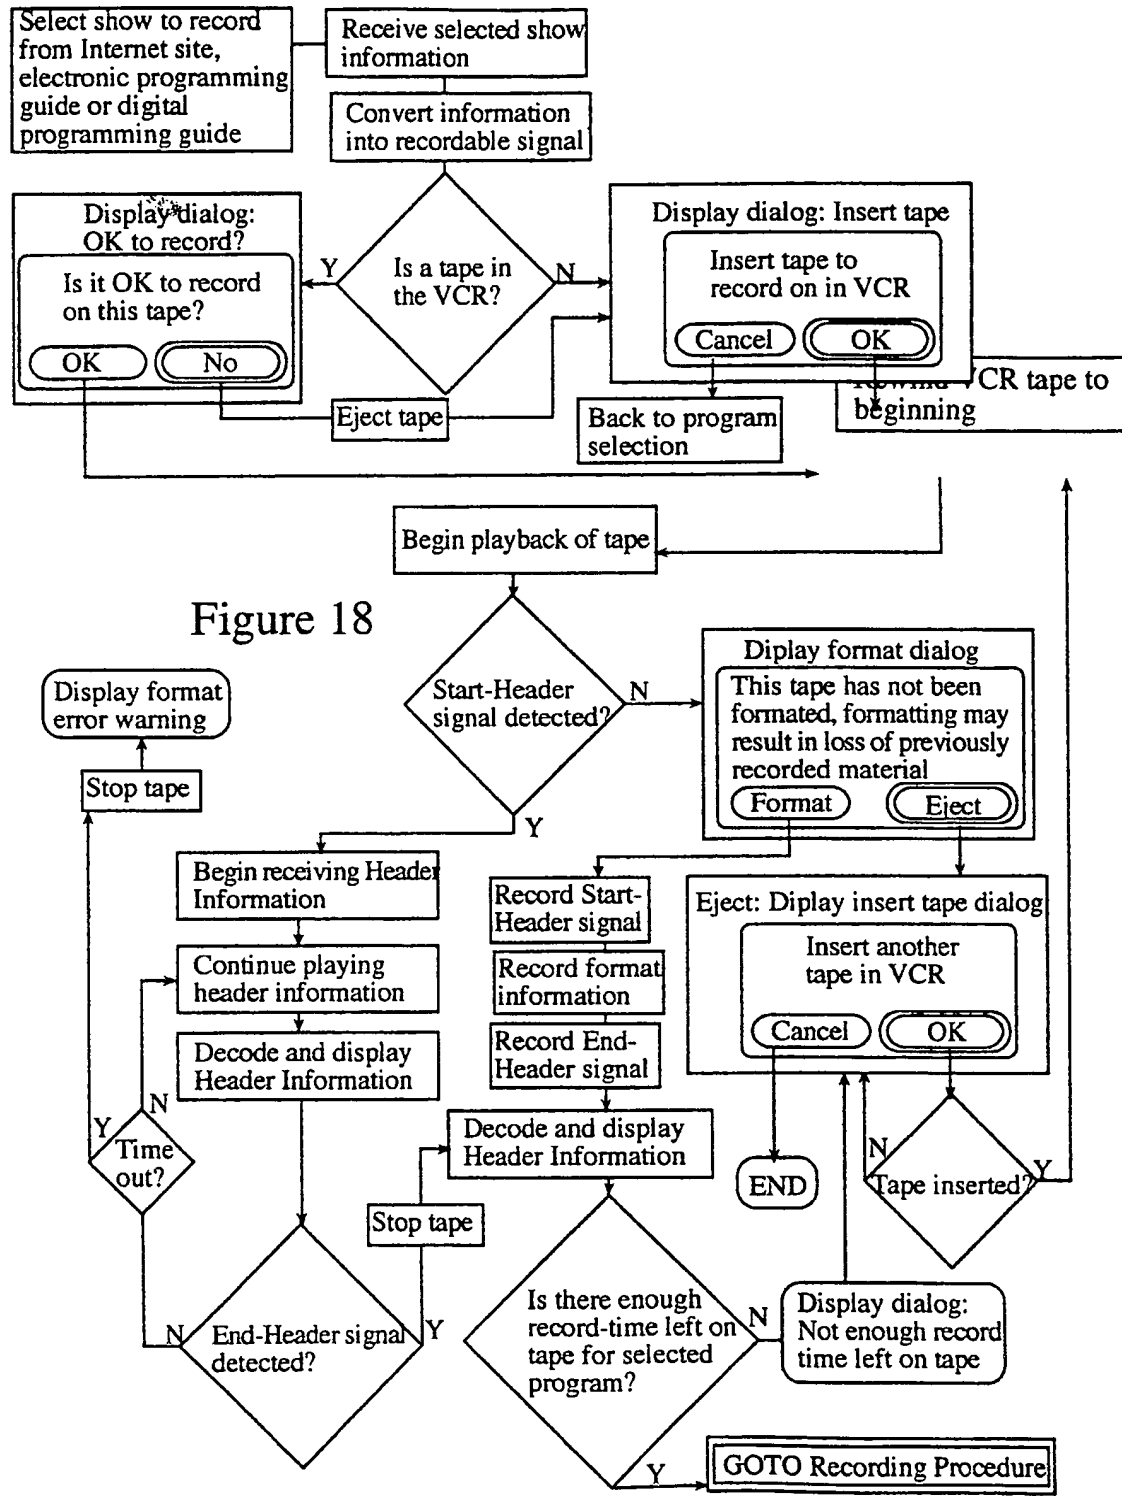 Select show to record
from Internet site,
electronic programming
guide or digital
programming guide
Receive selected show
information
Convert information
into recordable signal
Display dialog:
OK to record?
Is it OK to record
on this tape?
OK
No
Y
Is a tape in
the VCR?
N
Display dialog: Insert tape
Insert tape to
record on in VCR
Cancel
OK
Eject tape
Back to program
selection
VCR tape to
beginning
Begin playback of tape
Figure 18
Start-Header
signal detected?
N
Y
Diplay format dialog
This tape has not been
formated, formatting may
result in loss of previously
recorded material
Format
Eject
Display format
error warning
Stop tape
Begin receiving Header
Information
Continue playing
header information
Decode and display
Header Information
Record Start-
Header signal
Record format
information
Record End-
Header signal
Eject: Diplay insert tape dialog
Insert another
tape in VCR
Cancel
OK
Y
N
Time
out?
Decode and display
Header Information
END
N
Tape inserted?
Y
Stop tape
N
End-Header signal
detected?
Y
Is there enough
record-time left on
tape for selected
program?
N
Display dialog:
Not enough record
time left on tape
Y
GOTO Recording Procedure